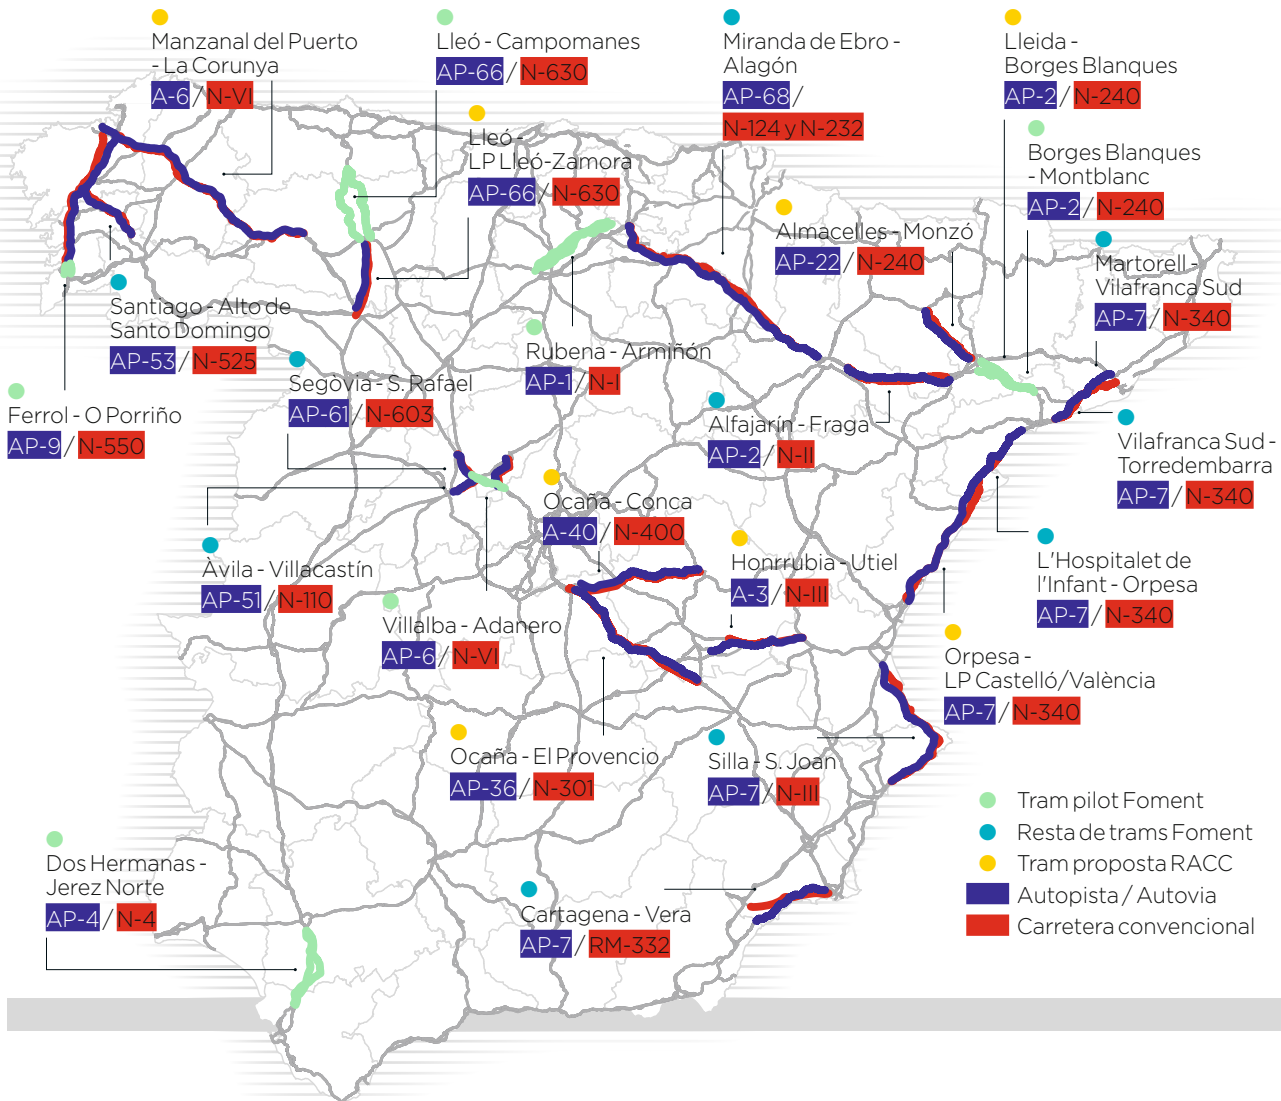 Manzanal del Puerto
- La Corunya
A-6 / N-VI
Lleó - Campomanes
AP-66 / N-630
Miranda de Ebro -
Alagón
AP-68 /
N-124 y N-232
Lleida -
Borges Blanques
AP-2 / N-240
Lleó -
LP Lleó-Zamora
AP-66 / N-630
Borges Blanques
- Montblanc
AP-2 / N-240
Almacelles - Monzó
AP-22 / N-240
Martorell -
Vilafranca Sud
AP-7 / N-340
Santiago - Alto de
Santo Domingo
AP-53 / N-525
Rubena - Armiñón
AP-1 / N-I
Segòvia - S. Rafael
AP-61 / N-603
Ferrol - O Porriño
AP-9 / N-550
Alfajarín - Fraga
AP-2 / N-II
Vilafranca Sud -
Torredembarra
AP-7 / N-340
Ocaña - Conca
A-40 / N-400
Àvila - Villacastín
AP-51 / N-110
Honrrubia - Utiel
A-3 / N-III
L'Hospitalet de
l'Infant - Orpesa
AP-7 / N-340
Villalba - Adanero
AP-6 / N-VI
Orpesa -
LP Castelló/València
AP-7 / N-340
Ocaña - El Provencio
AP-36 / N-301
Silla - S. Joan
AP-7 / N-III
Dos Hermanas -
Jerez Norte
AP-4 / N-4
Cartagena - Vera
AP-7 / RM-332
Tram pilot Foment
Resta de trams Foment
Tram proposta RACC
Autopista / Autovia
Carretera convencional